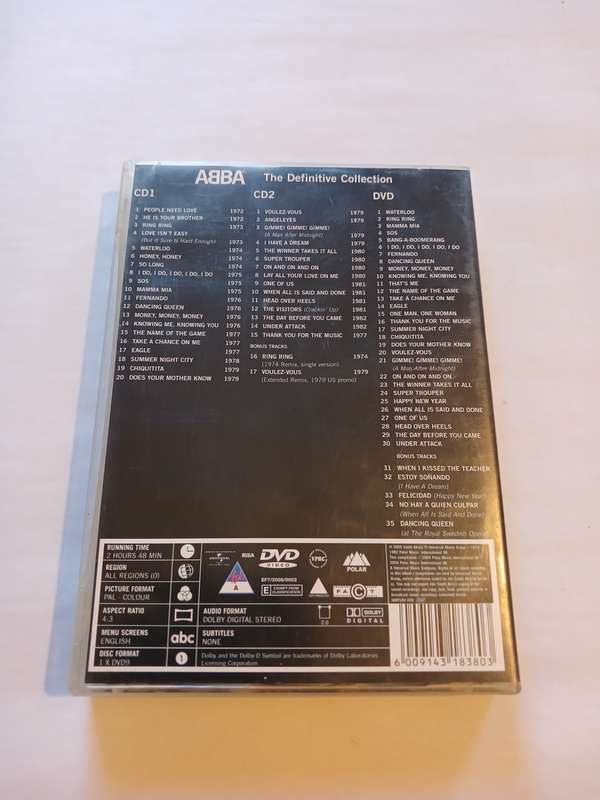 ABBA The Definitive Collection
CD1
1 PEOPLE NEED LOVE 1972
2 HE IS YOUR BROTHER 1972
3 RING RING 1973
4 LOVE ISN'T EASY
(But It Sure Is Hard Enough) 1973
5 WATERLOO 1974
6 HONEY, HONEY 1974
7 SO LONG 1974
8 I DO, I DO, I DO, I DO, I DO 1975
9 SOS 1975
10 MAMMA MIA 1975
11 FERNANDO 1976
12 DANCING QUEEN 1976
13 MONEY, MONEY, MONEY 1976
14 KNOWING ME, KNOWING YOU 1976
15 THE NAME OF THE GAME 1977
16 TAKE A CHANCE ON ME 1977
17 EAGLE 1977
18 SUMMER NIGHT CITY 1978
19 CHIQUITITA 1979
20 DOES YOUR MOTHER KNOW 1979
CD2
1 VOULEZ-VOUS 1979
2 ANGELEYES 1979
3 GIMME! GIMME! GIMME!
(A Man After Midnight) 1979
4 I HAVE A DREAM 1979
5 THE WINNER TAKES IT ALL 1980
6 SUPER TROUPER 1980
7 ON AND ON AND ON 1980
8 LAY ALL YOUR LOVE ON ME 1980
9 ONE OF US 1981
10 WHEN ALL IS SAID AND DONE 1981
11 HEAD OVER HEELS 1981
12 THE VISITORS (Crackin' Up) 1981
13 THE DAY BEFORE YOU CAME 1982
14 UNDER ATTACK 1982
15 THANK YOU FOR THE MUSIC 1977
BONUS TRACKS
16 RING RING 1974
(1974 Remix, single version)
17 VOULEZ-VOUS 1979
(Extended Remix, 1979 US promo)
DVD
1 WATERLOO
2 RING RING
3 MAMMA MIA
4 SOS
5 BANG-A-BOOMERANG
6 I DO, I DO, I DO, I DO, I DO
7 FERNANDO
8 DANCING QUEEN
9 MONEY, MONEY, MONEY
10 KNOWING ME, KNOWING YOU
11 THAT'S ME
12 THE NAME OF THE GAME
13 TAKE A CHANCE ON ME
14 EAGLE
15 ONE MAN, ONE WOMAN
16 THANK YOU FOR THE MUSIC
17 SUMMER NIGHT CITY
18 CHIQUITITA
19 DOES YOUR MOTHER KNOW
20 VOULEZ-VOUS
21 GIMME! GIMME! GIMME!
(A Man After Midnight)
22 ON AND ON AND ON
23 THE WINNER TAKES IT ALL
24 SUPER TROUPER
25 HAPPY NEW YEAR
26 WHEN ALL IS SAID AND DONE
27 ONE OF US
28 HEAD OVER HEELS
29 THE DAY BEFORE YOU CAME
30 UNDER ATTACK
BONUS TRACKS
31 WHEN I KISSED THE TEACHER
32 ESTOY SOÑANDO
(I Have A Dream)
33 FELICIDAD (Happy New Year)
34 NO HAY A QUIEN CULPAR
(When All Is Said And Done)
35 DANCING QUEEN
(at The Royal Swedish Opera)
RUNNING TIME
2 HOURS 48 MIN
REGION
ALL REGIONS (0)
PICTURE FORMAT
PAL - COLOUR
ASPECT RATIO
4:3
MENU SCREENS
ENGLISH
DISC FORMAT
1 X DVD9
abc
1
UNIVERSAL
RiSA
A
DVD
VIDEO
VPRC
POLAR
E EXEMPT FROM CLASSIFICATION
FACT
AUDIO FORMAT
DOLBY DIGITAL STEREO
2.0
DOLBY
DIGITAL
SUBTITLES
NONE
Dolby and the Dolby-D Symbol are trademarks of Dolby Laboratories
Licensing Corporation
6 009143 183803